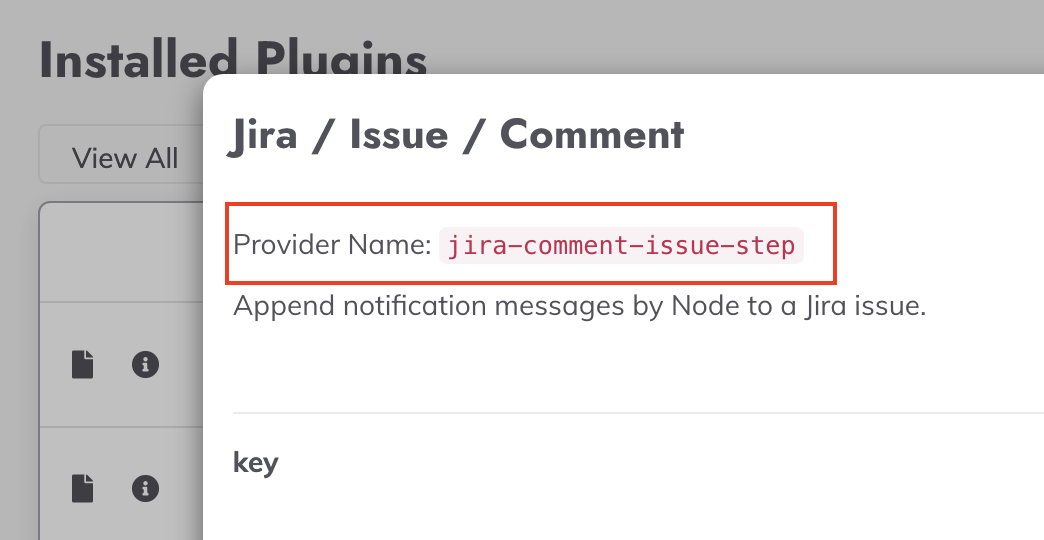 Installed Plugins
View All
Jira / Issue / Comment
Provider Name: jira-comment-issue-step
Append notification messages by Node to a Jira issue.
key